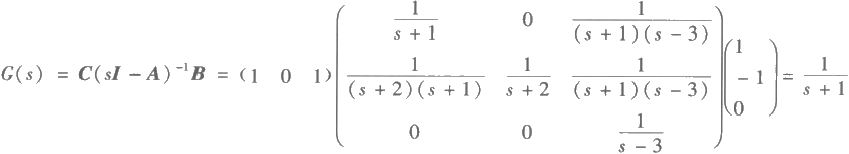 G(s) = C(sI − A)⁻¹B = (1 0 1) ( 1/(s + 1) 0 1/((s + 1)(s − 3)) ; 1/((s + 2)(s + 1)) 1/(s + 2) 1/((s + 1)(s − 3)) ; 0 0 1/(s − 3) ) ( 1 ; − 1 ; 0 ) = 1/(s + 1)